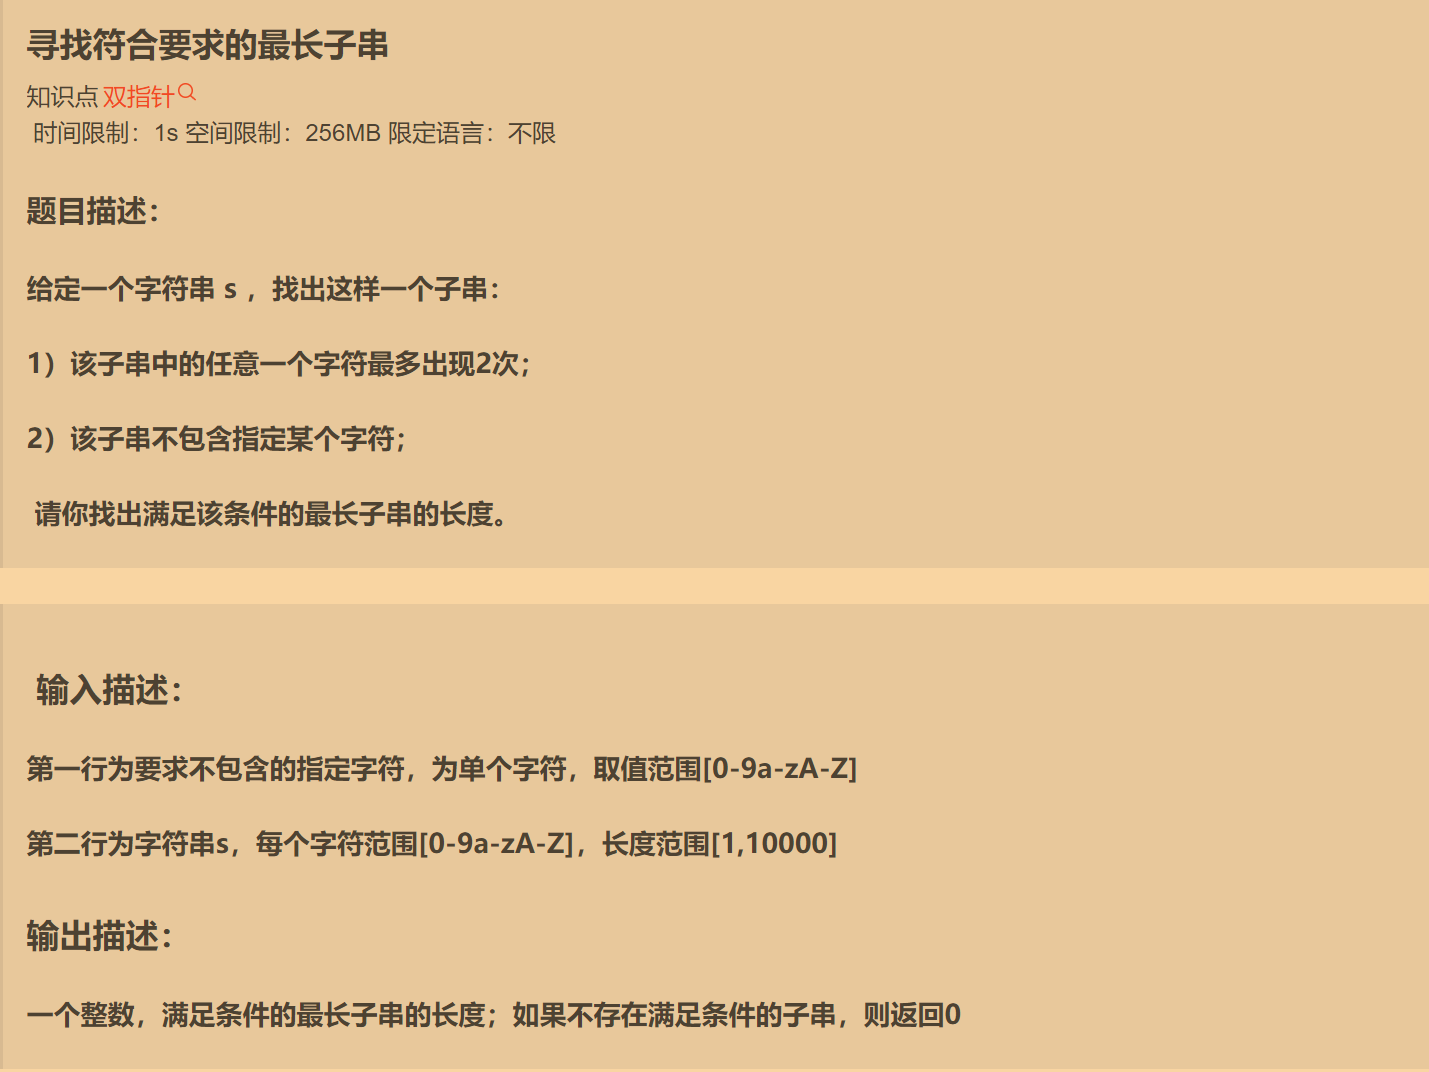 寻找符合要求的最长子串
知识点 双指针
时间限制：1s 空间限制：256MB 限定语言：不限
题目描述：
给定一个字符串 s ，找出这样一个子串：
1）该子串中的任意一个字符最多出现2次；
2）该子串不包含指定某个字符；
请你找出满足该条件的最长子串的长度。
输入描述：
第一行为要求不包含的指定字符，为单个字符，取值范围[0-9a-zA-Z]
第二行为字符串s，每个字符范围[0-9a-zA-Z]，长度范围[1,10000]
输出描述：
一个整数，满足条件的最长子串的长度；如果不存在满足条件的子串，则返回0